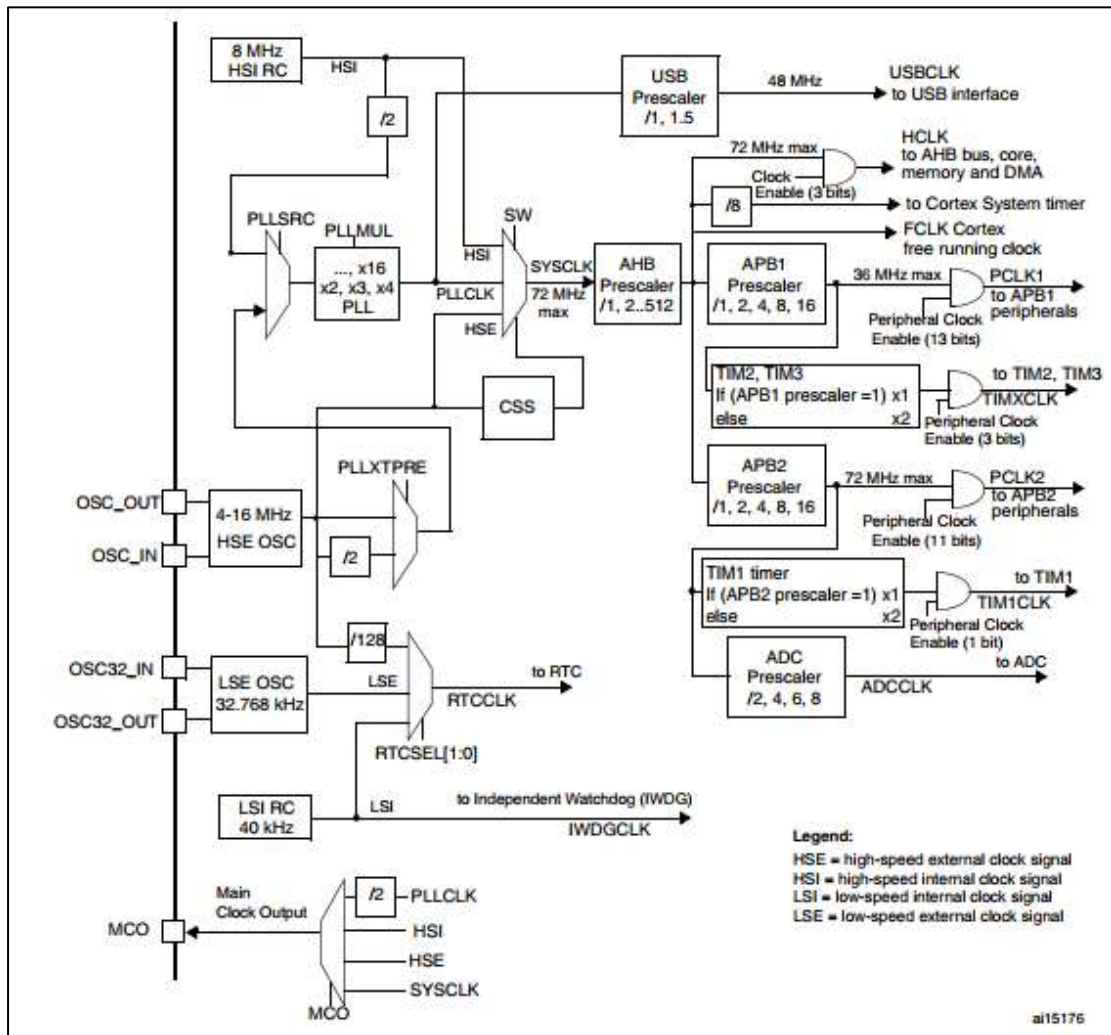 8 MHz
HSI RC
HSI
/2
USB
Prescaler
/1, 1.5
48 MHz
USBCLK
to USB interface
72 MHz max
Clock
Enable (3 bits)
HCLK
to AHB bus, core,
memory and DMA
/8
to Cortex System timer
FCLK Cortex
free running clock
PLLSRC
PLLMUL
..., x16
x2, x3, x4
PLL
SW
HSI
PLLCLK
HSE
SYSCLK
72 MHz
max
AHB
Prescaler
/1, 2..512
APB1
Prescaler
/1, 2, 4, 8, 16
36 MHz max
PCLK1
to APB1
peripherals
Peripheral Clock
Enable (13 bits)
TIM2, TIM3
If (APB1 prescaler =1) x1
else x2
to TIM2, TIM3
TIMXCLK
Peripheral Clock
Enable (3 bits)
CSS
PLLXTPRE
OSC_OUT
OSC_IN
4-16 MHz
HSE OSC
/2
APB2
Prescaler
/1, 2, 4, 8, 16
72 MHz max
PCLK2
to APB2
peripherals
Peripheral Clock
Enable (11 bits)
TIM1 timer
If (APB2 prescaler =1) x1
else x2
to TIM1
TIM1CLK
Peripheral Clock
Enable (1 bit)
ADC
Prescaler
/2, 4, 6, 8
to ADC
ADCCLK
/128
OSC32_IN
OSC32_OUT
LSE OSC
32.768 kHz
LSE
to RTC
RTCCLK
RTCSEL[1:0]
LSI RC
40 kHz
LSI
to Independent Watchdog (IWDG)
IWDGCLK
Legend:
HSE = high-speed external clock signal
HSI = high-speed internal clock signal
LSI = low-speed internal clock signal
LSE = low-speed external clock signal
MCO
Main
Clock Output
/2
PLLCLK
HSI
HSE
SYSCLK
MCO
ai15176